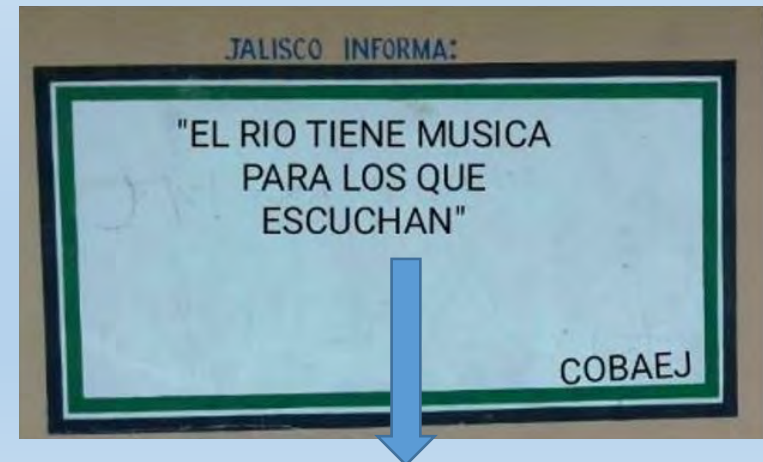 JALISCO INFORMA:
"EL RIO TIENE MUSICA
PARA LOS QUE
ESCUCHAN"
COBAEJ